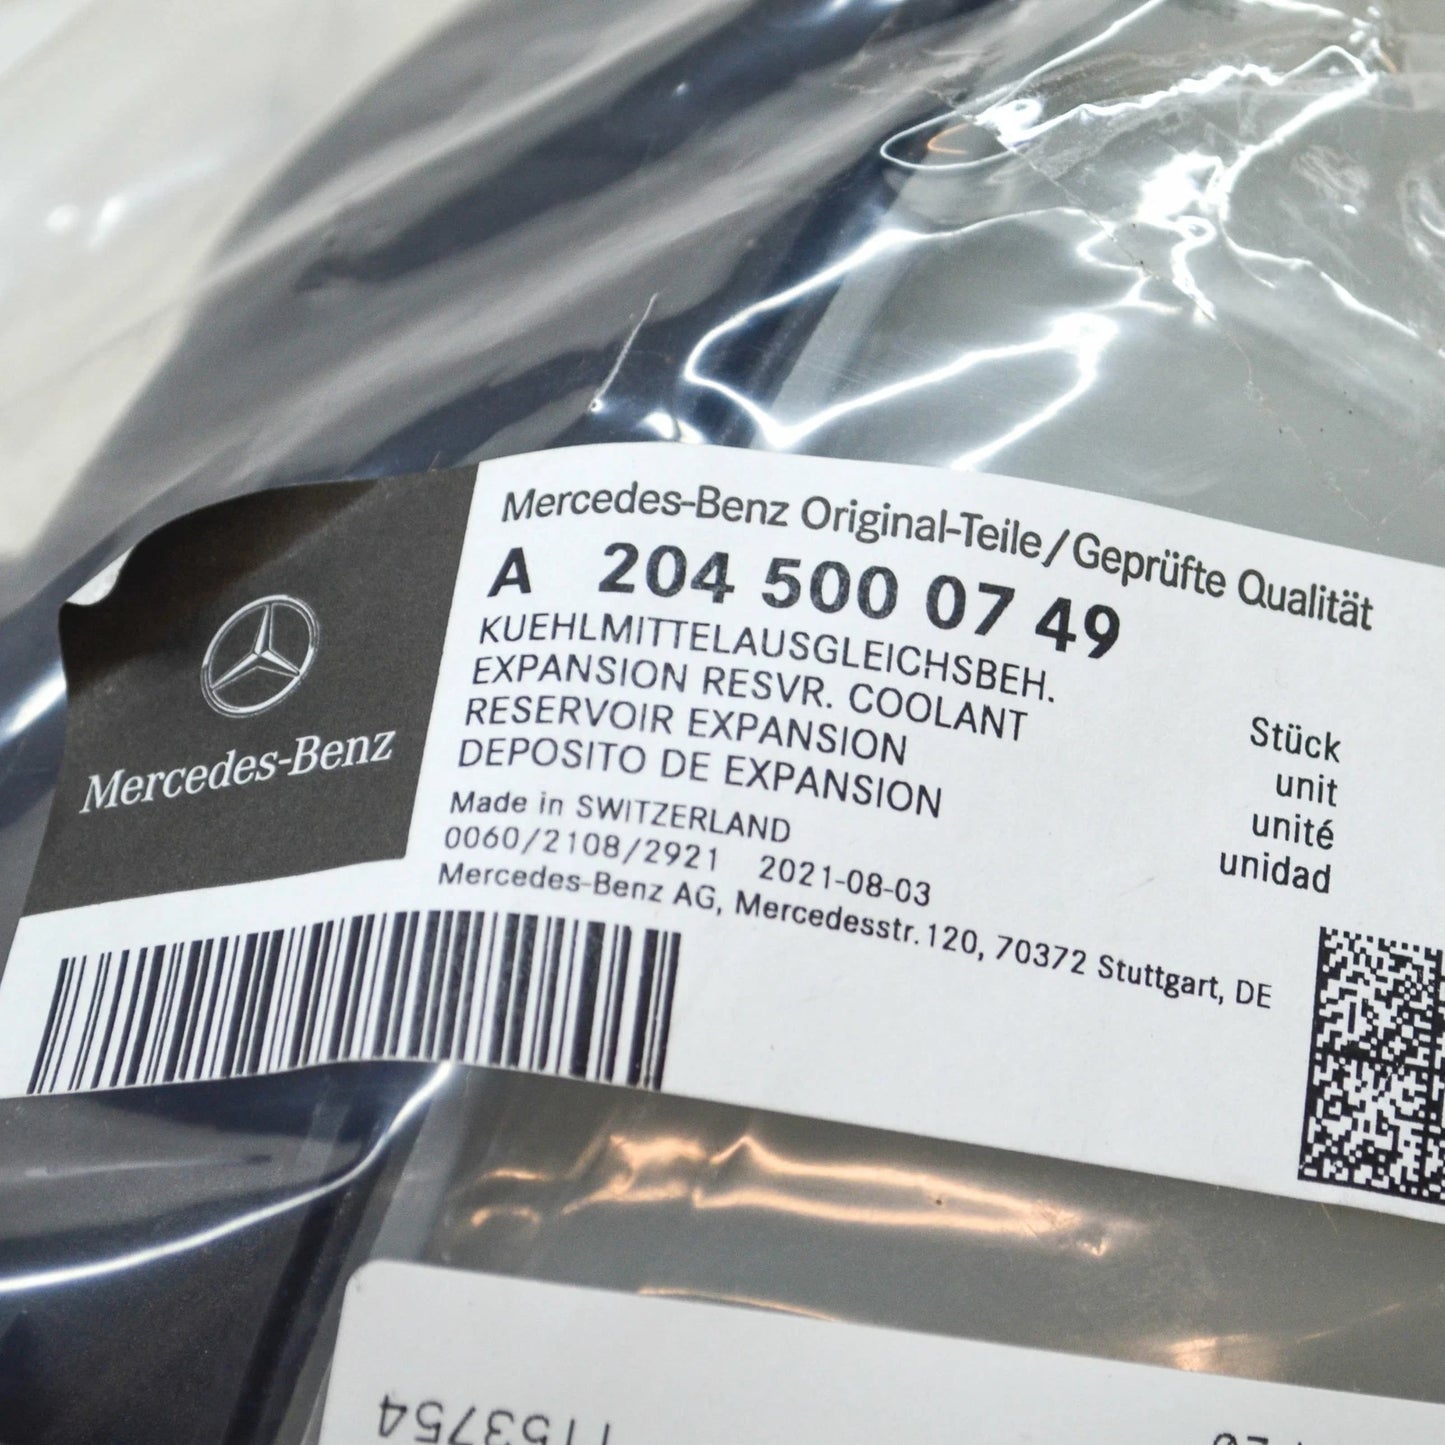 Mercedes-Benz
Mercedes-Benz Original-Teile/Geprüfte Qualität
A 204 500 07 49
KUEHLMITTELAUSGLEICHSBEH.
EXPANSION RESVR. COOLANT
RESERVOIR EXPANSION
DEPOSITO DE EXPANSION
Stück
unit
unité
unidad
Made in SWITZERLAND
0060/2108/2921 2021-08-03
Mercedes-Benz AG, Mercedesstr.120, 70372 Stuttgart, DE